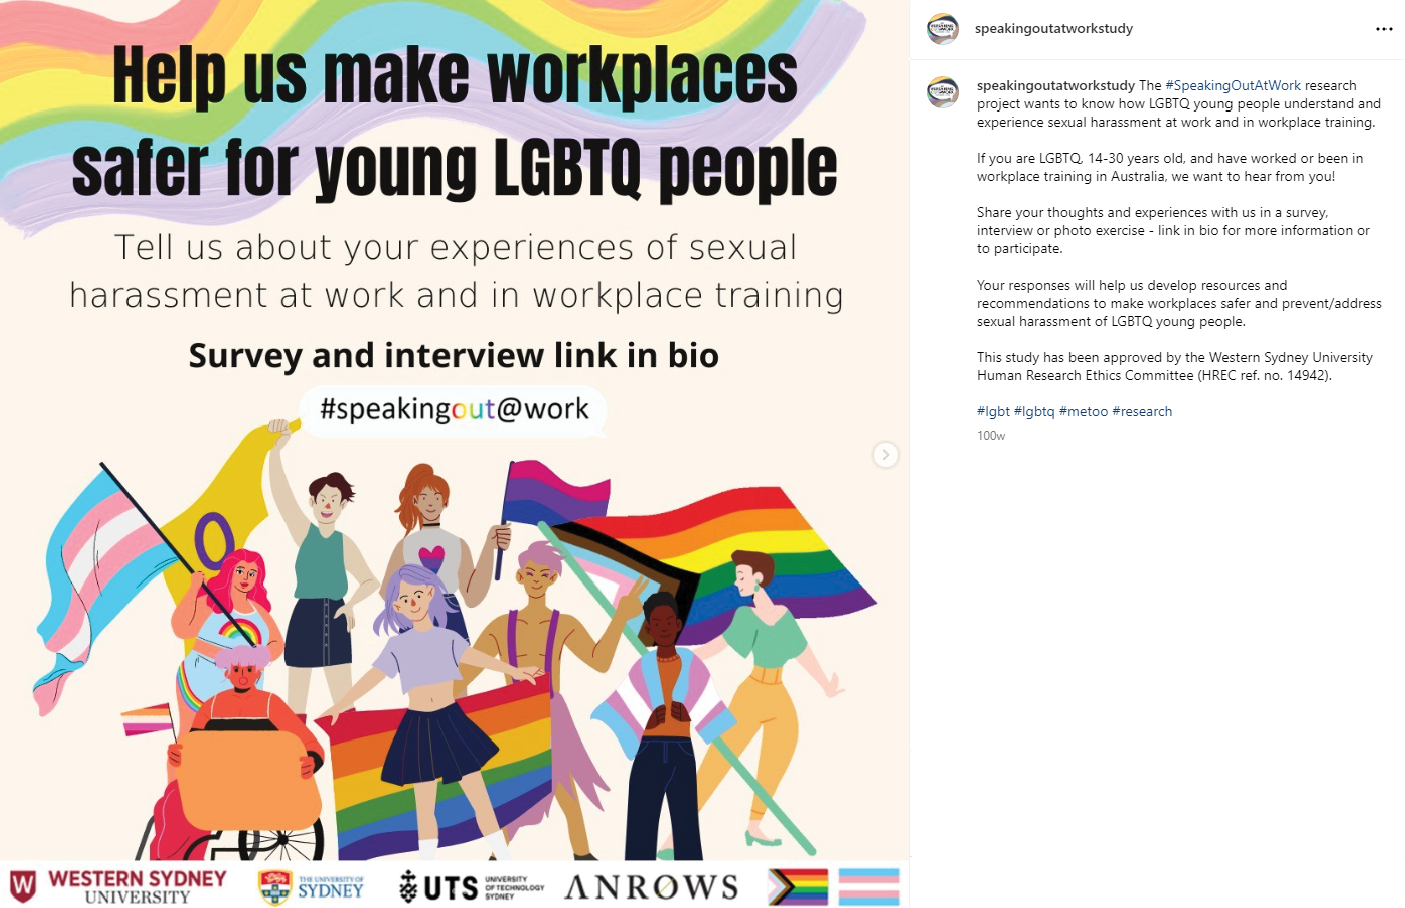 Help us make workplaces
safer for young LGBTQ people
Tell us about your experiences of sexual
harassment at work and in workplace training
Survey and interview link in bio
#speakingout@work
WESTERN SYDNEY
UNIVERSITY
THE UNIVERSITY OF
SYDNEY
UTS
UNIVERSITY
OF TECHNOLOGY
SYDNEY
ANROWS
speakingoutatworkstudy
speakingoutatworkstudy The #SpeakingOutAtWork research
project wants to know how LGBTQ young people understand and
experience sexual harassment at work and in workplace training.
If you are LGBTQ, 14-30 years old, and have worked or been in
workplace training in Australia, we want to hear from you!
Share your thoughts and experiences with us in a survey,
interview or photo exercise - link in bio for more information or
to participate.
Your responses will help us develop resources and
recommendations to make workplaces safer and prevent/address
sexual harassment of LGBTQ young people.
This study has been approved by the Western Sydney University
Human Research Ethics Committee (HREC ref. no. 14942).
#lgbt #lgbtq #metoo #research
100w